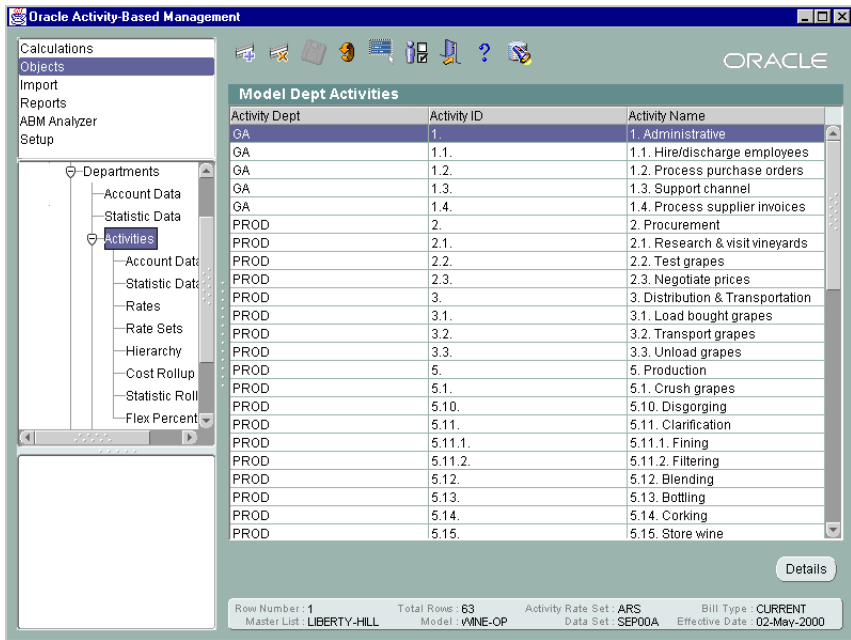 Oracle Activity-Based Management
Calculations
Objects
Import
Reports
ABM Analyzer
Setup
ORACLE
Departments
Account Data
Statistic Data
Activities
Account Data
Statistic Data
Rates
Rate Sets
Hierarchy
Cost Rollup
Statistic Roll
Flex Percent
Model Dept Activities
Activity Dept Activity ID Activity Name
GA 1. 1. Administrative
GA 1.1. 1.1. Hire/discharge employees
GA 1.2. 1.2. Process purchase orders
GA 1.3. 1.3. Support channel
GA 1.4. 1.4. Process supplier invoices
PROD 2. 2. Procurement
PROD 2.1. 2.1. Research & visit vineyards
PROD 2.2. 2.2. Test grapes
PROD 2.3. 2.3. Negotiate prices
PROD 3. 3. Distribution & Transportation
PROD 3.1. 3.1. Load bought grapes
PROD 3.2. 3.2. Transport grapes
PROD 3.3. 3.3. Unload grapes
PROD 5. 5. Production
PROD 5.1. 5.1. Crush grapes
PROD 5.10. 5.10. Disgorging
PROD 5.11. 5.11. Clarification
PROD 5.11.1. 5.11.1. Fining
PROD 5.11.2. 5.11.2. Filtering
PROD 5.12. 5.12. Blending
PROD 5.13. 5.13. Bottling
PROD 5.14. 5.14. Corking
PROD 5.15. 5.15. Store wine
Details
Row Number : 1 Total Rows : 63 Activity Rate Set : ARS Bill Type : CURRENT
Master List : LIBERTY-HILL Model : WINE-OP Data Set : SEP00A Effective Date : 02-May-2000